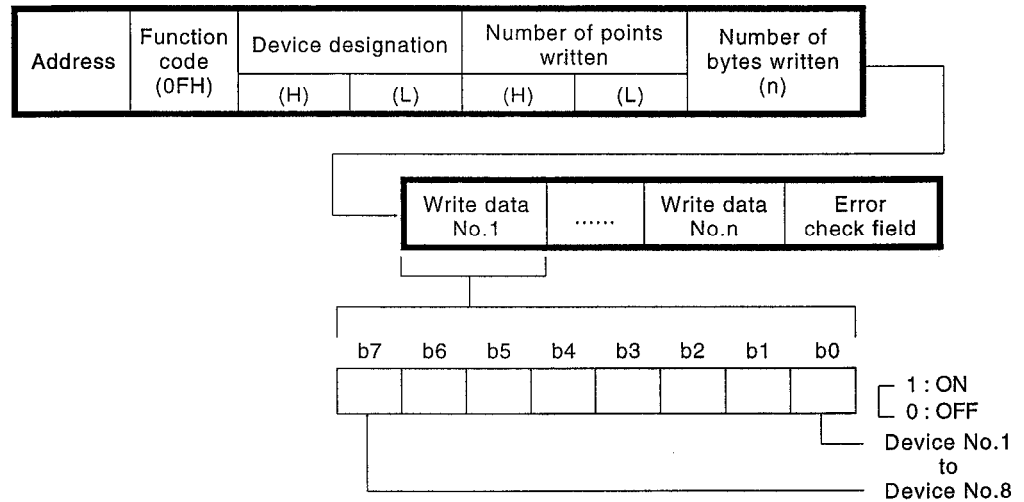 Address
Function
code
(0FH)
Device designation
(H)
(L)
Number of points
written
(H)
(L)
Number of
bytes written
(n)
Write data
No.1
......
Write data
No.n
Error
check field
b7 b6 b5 b4 b3 b2 b1 b0
1 : ON
0 : OFF
Device No.1
to
Device No.8